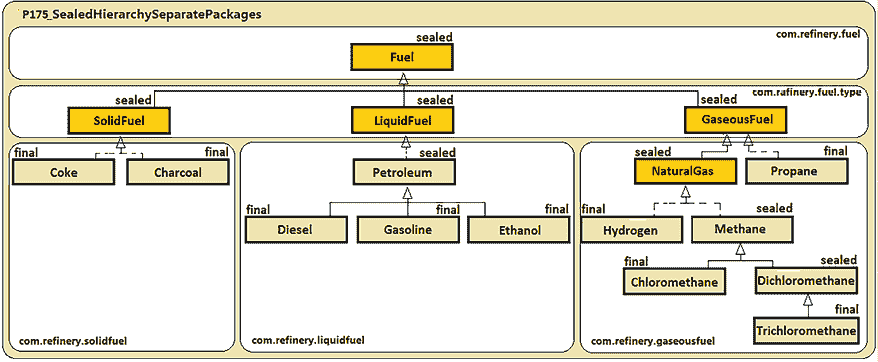 P175_SealedHierarchySeparatePackages
com.refinery.fuel
sealed
Fuel
com.rafinery.fuel.type
sealed
sealed
sealed
SolidFuel
LiquidFuel
GaseousFuel
final
final
Coke
Charcoal
com.refinery.solidfuel
sealed
Petroleum
final
final
final
Diesel
Gasoline
Ethanol
com.refinery.liquidfuel
sealed
final
NaturalGas
Propane
final
sealed
Hydrogen
Methane
final
sealed
Chloromethane
Dichloromethane
final
Trichloromethane
com.refinery.gaseousfuel